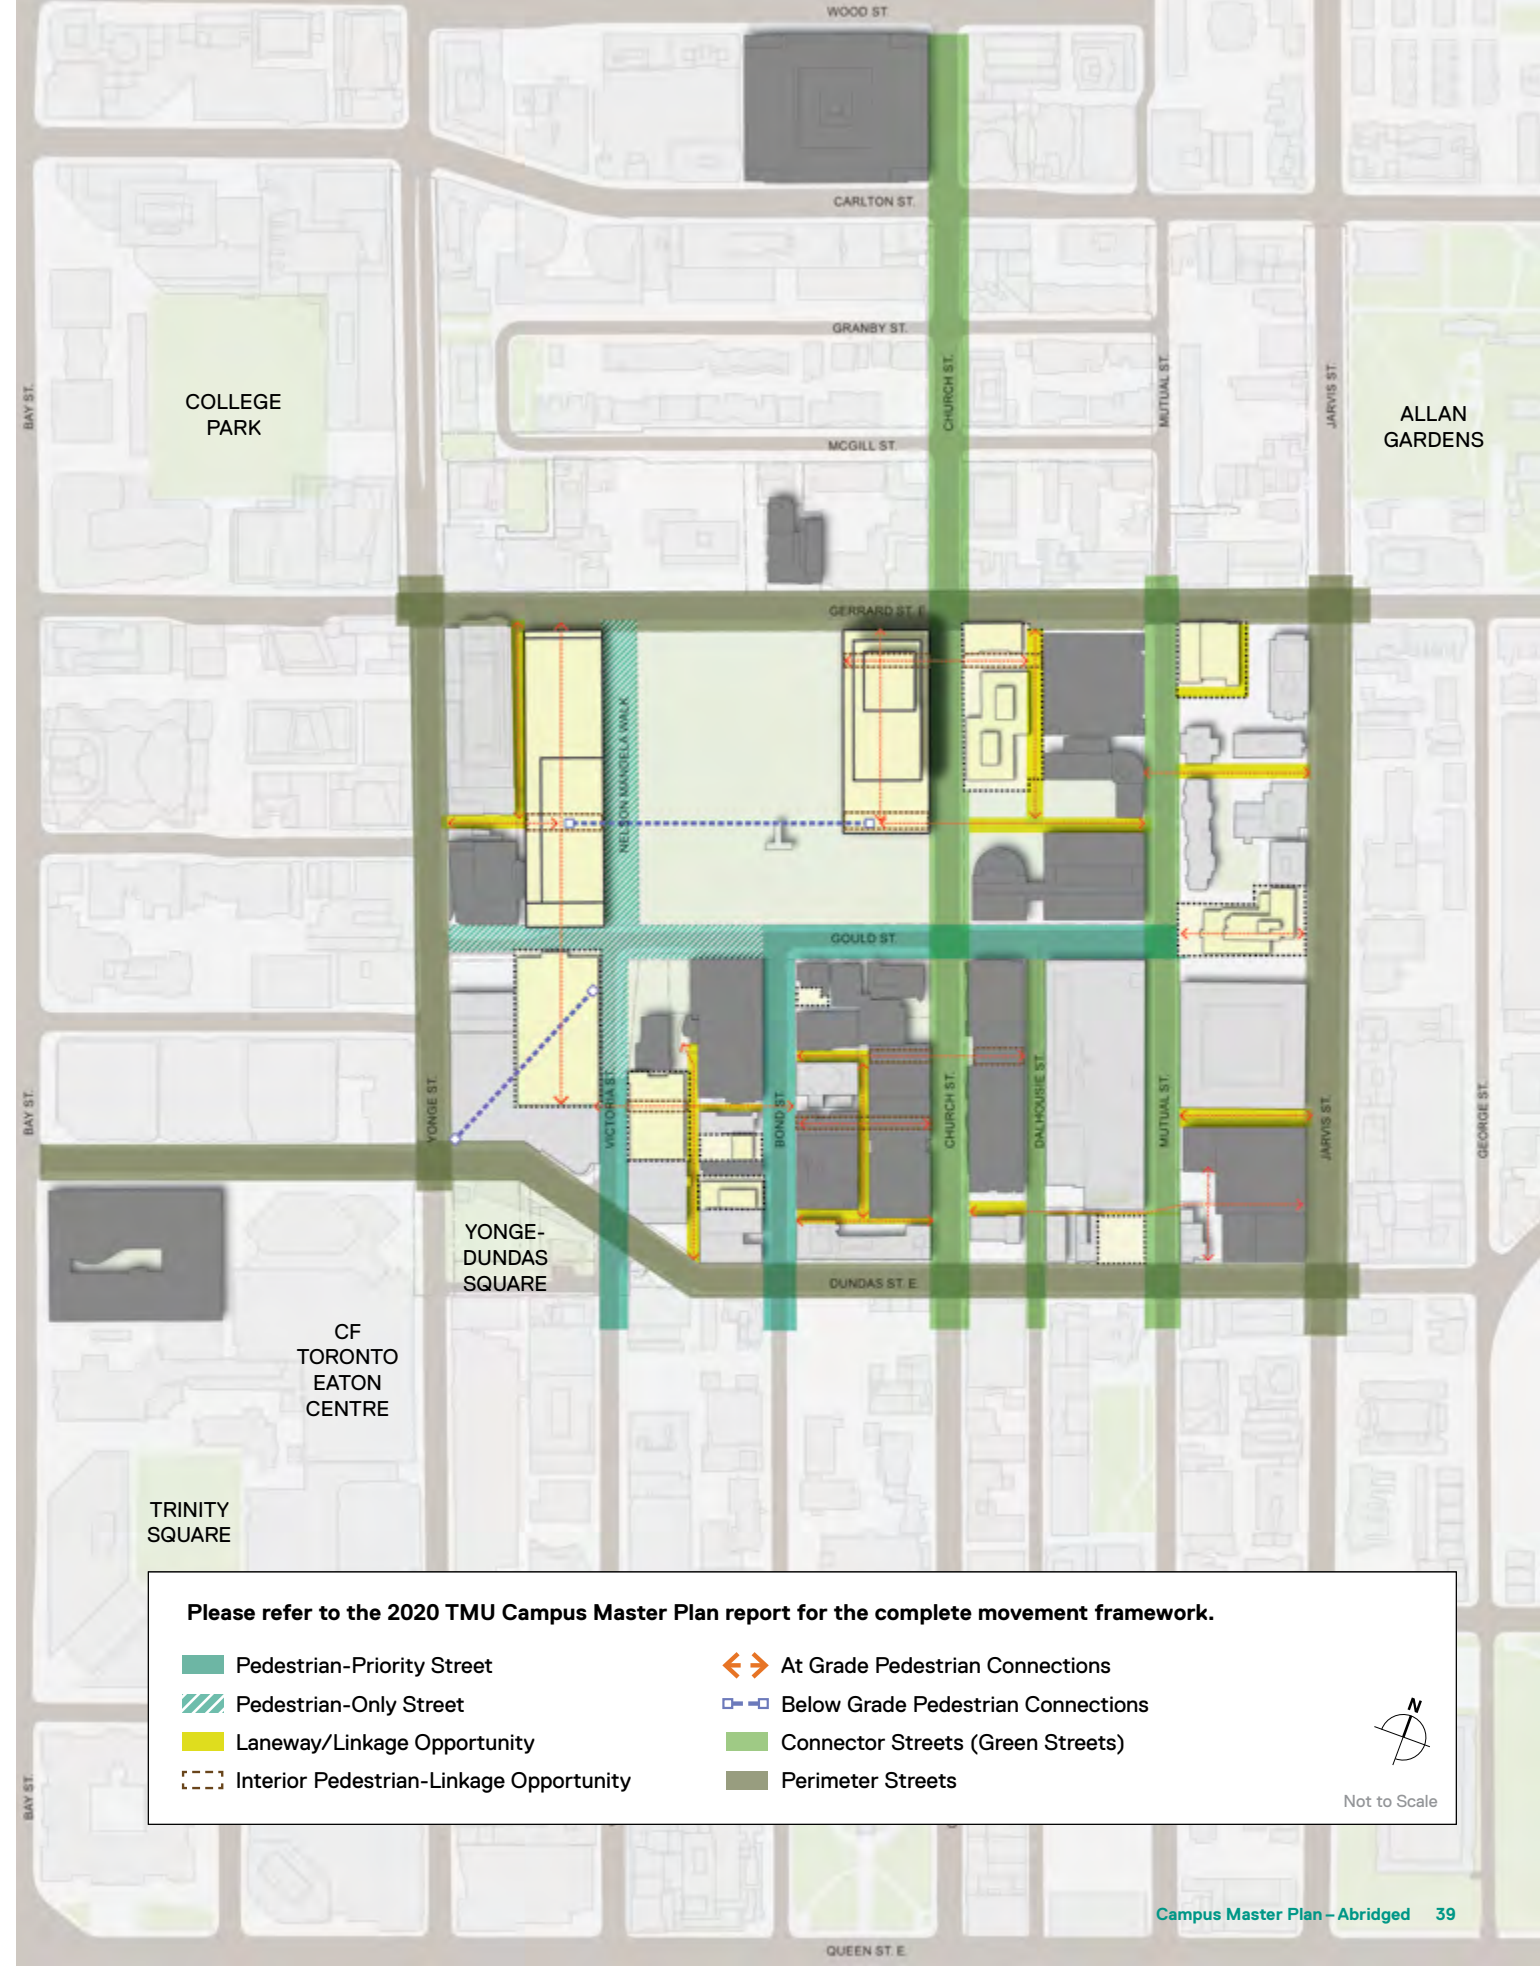 WOOD ST.
CARLTON ST.
GRANBY ST.
CHURCH ST.
MUTUAL ST.
JARVIS ST.
BAY ST.
COLLEGE
PARK
ALLAN
GARDENS
MCGILL ST.
GERRARD ST. E.
NELSON MANDELA WALK
GOULD ST.
YONGE ST.
VICTORIA ST.
BOND ST.
CHURCH ST.
DALHOUSIE ST.
MUTUAL ST.
JARVIS ST.
GEORGE ST.
BAY ST.
YONGE-
DUNDAS
SQUARE
DUNDAS ST. E.
CF
TORONTO
EATON
CENTRE
TRINITY
SQUARE
Please refer to the 2020 TMU Campus Master Plan report for the complete movement framework.
Pedestrian-Priority Street
Pedestrian-Only Street
Laneway/Linkage Opportunity
Interior Pedestrian-Linkage Opportunity
At Grade Pedestrian Connections
Below Grade Pedestrian Connections
Connector Streets (Green Streets)
Perimeter Streets
N
Not to Scale
BAY ST.
Campus Master Plan – Abridged 39
QUEEN ST. E.